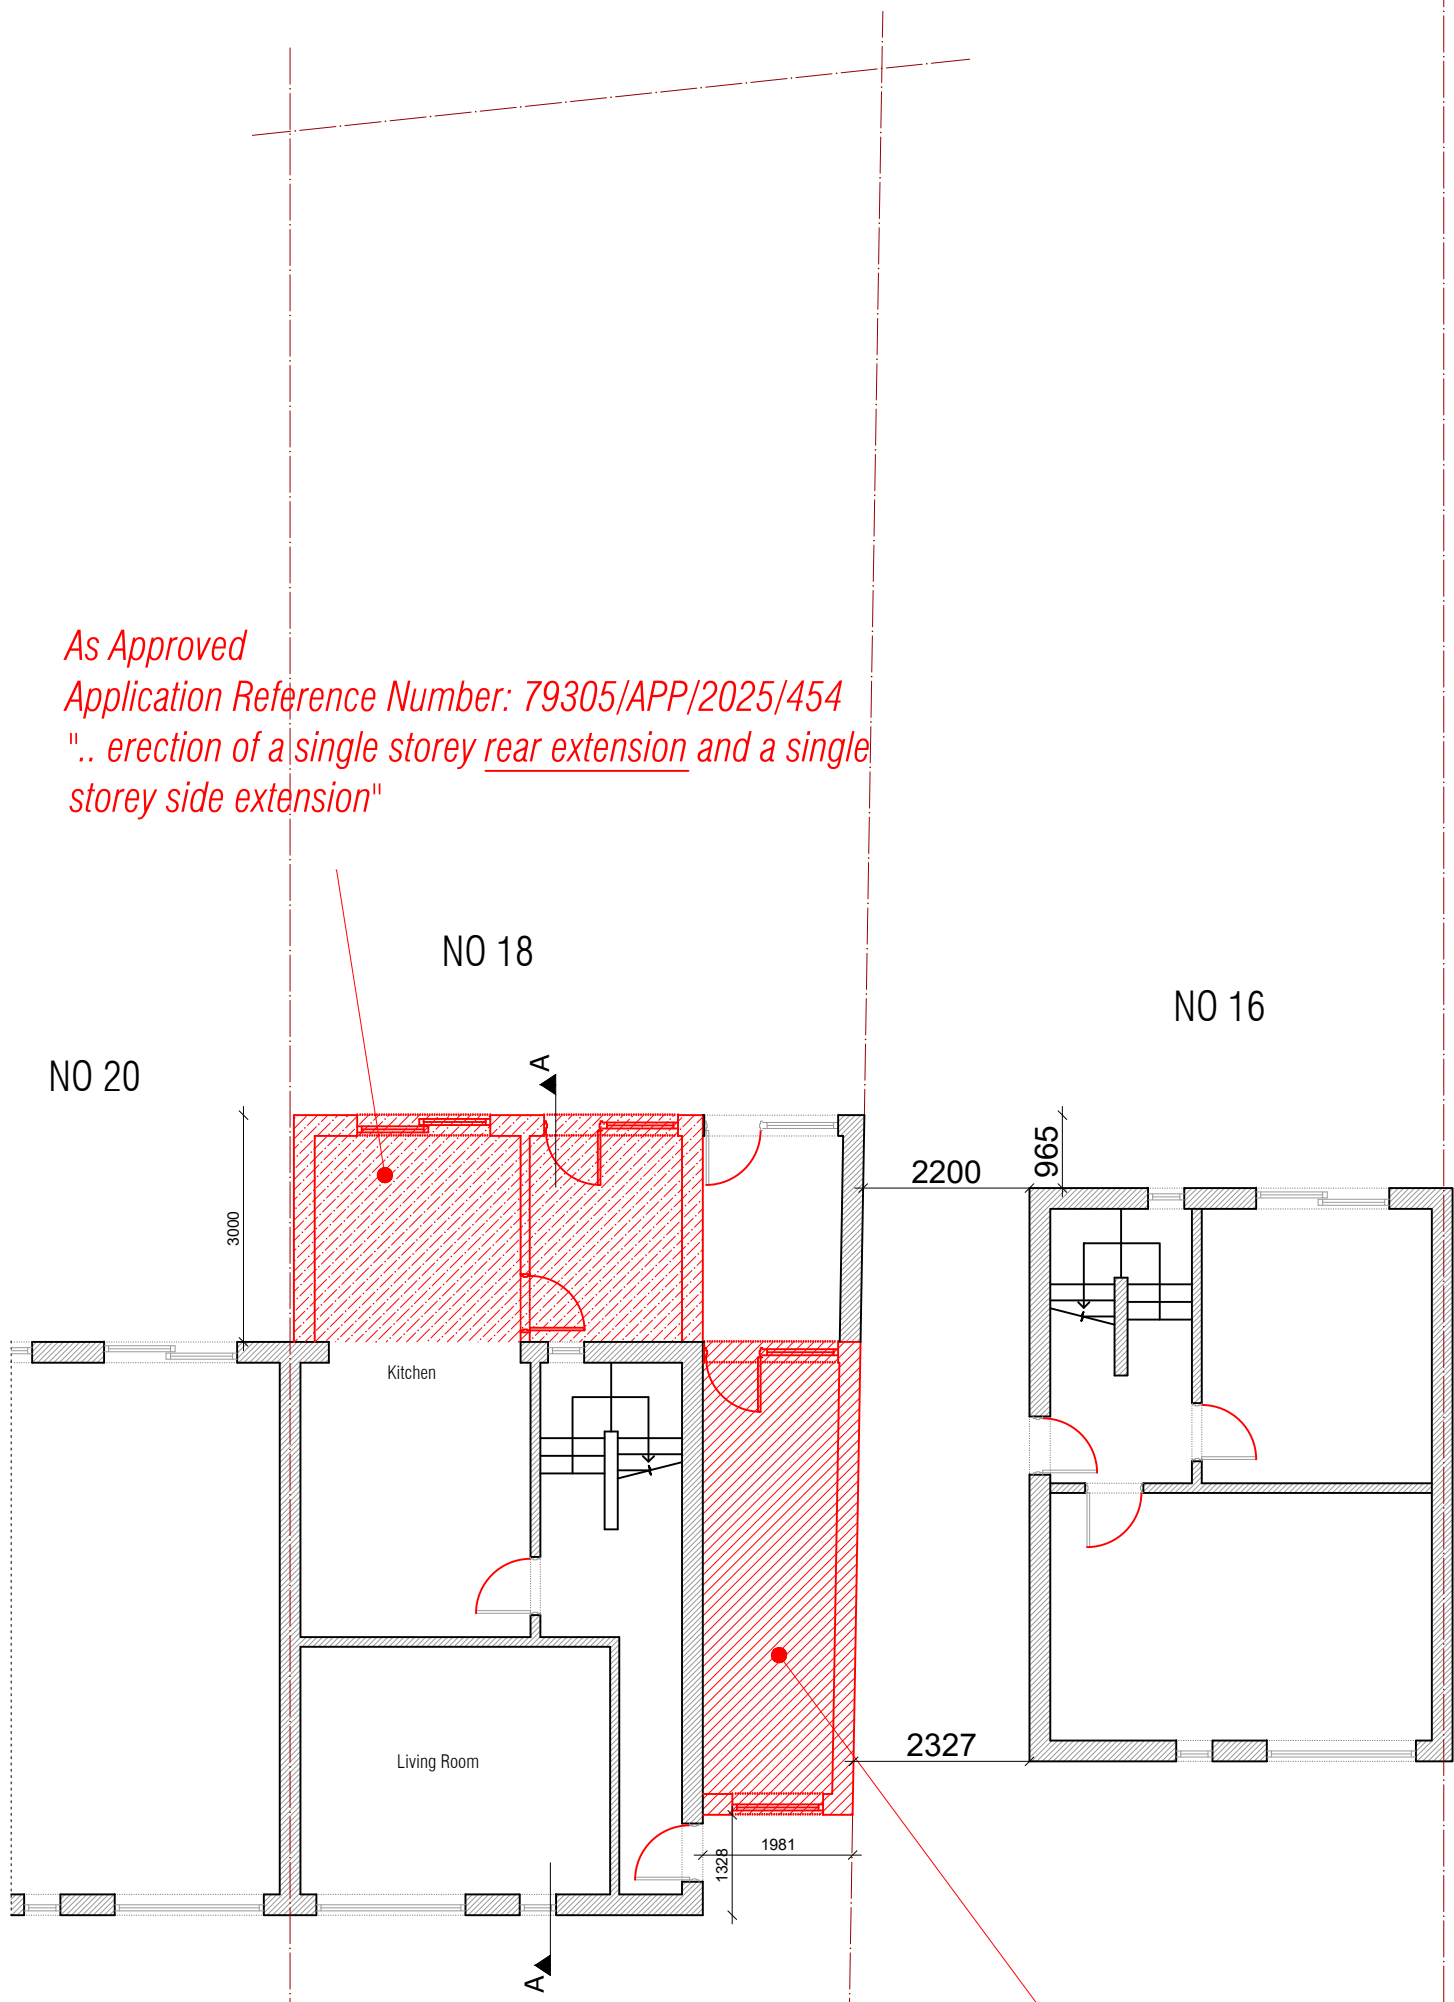 As Approved
Application Reference Number: 79305/APP/2025/454
".. erection of a single storey rear extension and a single
storey side extension"
NO 18
NO 16
NO 20
A
965
2200
3000
Kitchen
2327
Living Room
1981
1328
A